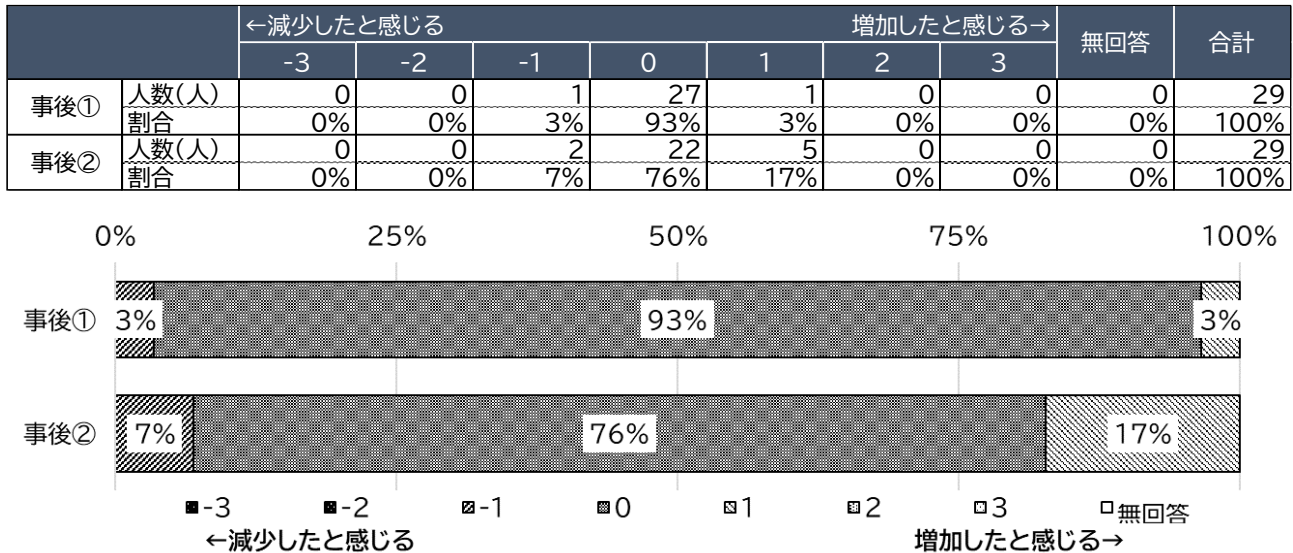 ←減少したと感じる 増加したと感じる→ 無回答 合計
-3 -2 -1 0 1 2 3
事後① 人数(人) 0 0 1 27 1 0 0 0 29
割合 0% 0% 3% 93% 3% 0% 0% 0% 100%
事後② 人数(人) 0 0 2 22 5 0 0 0 29
割合 0% 0% 7% 76% 17% 0% 0% 0% 100%
0% 25% 50% 75% 100%
事後① 3% 93% 3%
事後② 7% 76% 17%
-3 -2 -1 0 1 2 3 無回答
←減少したと感じる 増加したと感じる→